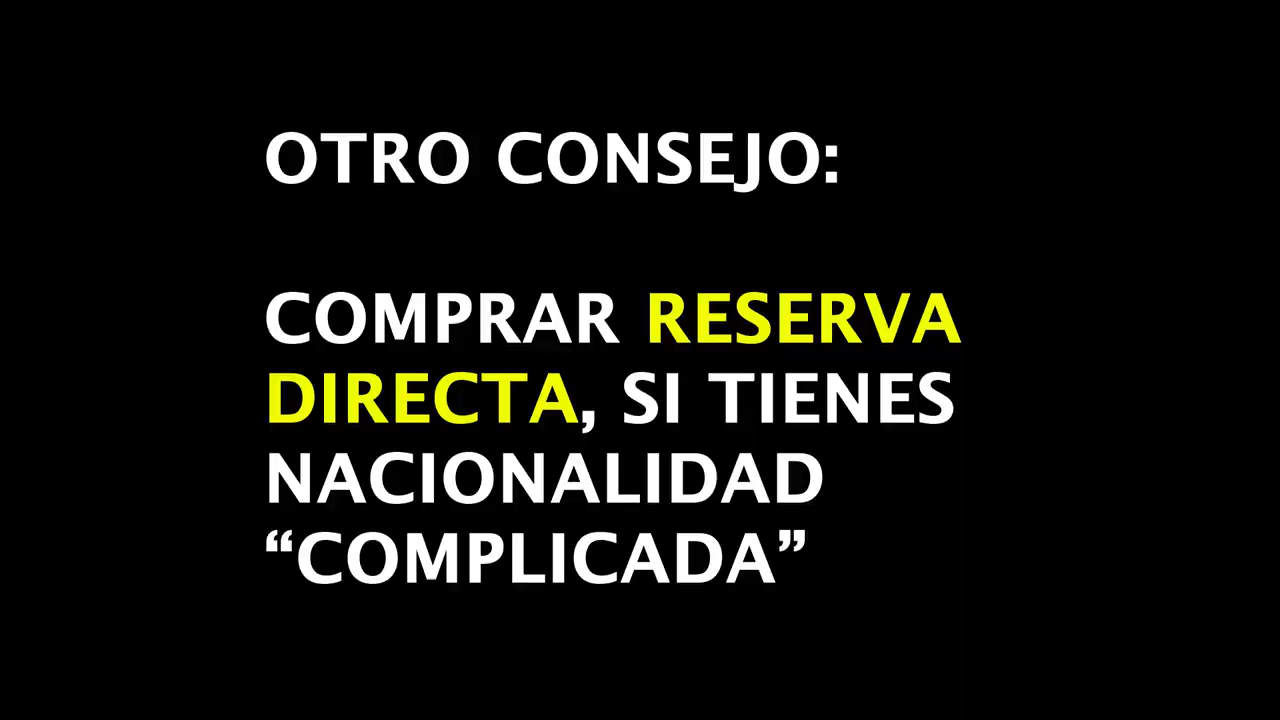 OTRO CONSEJO:
COMPRAR RESERVA
DIRECTA, SI TIENES
NACIONALIDAD
“COMPLICADA”